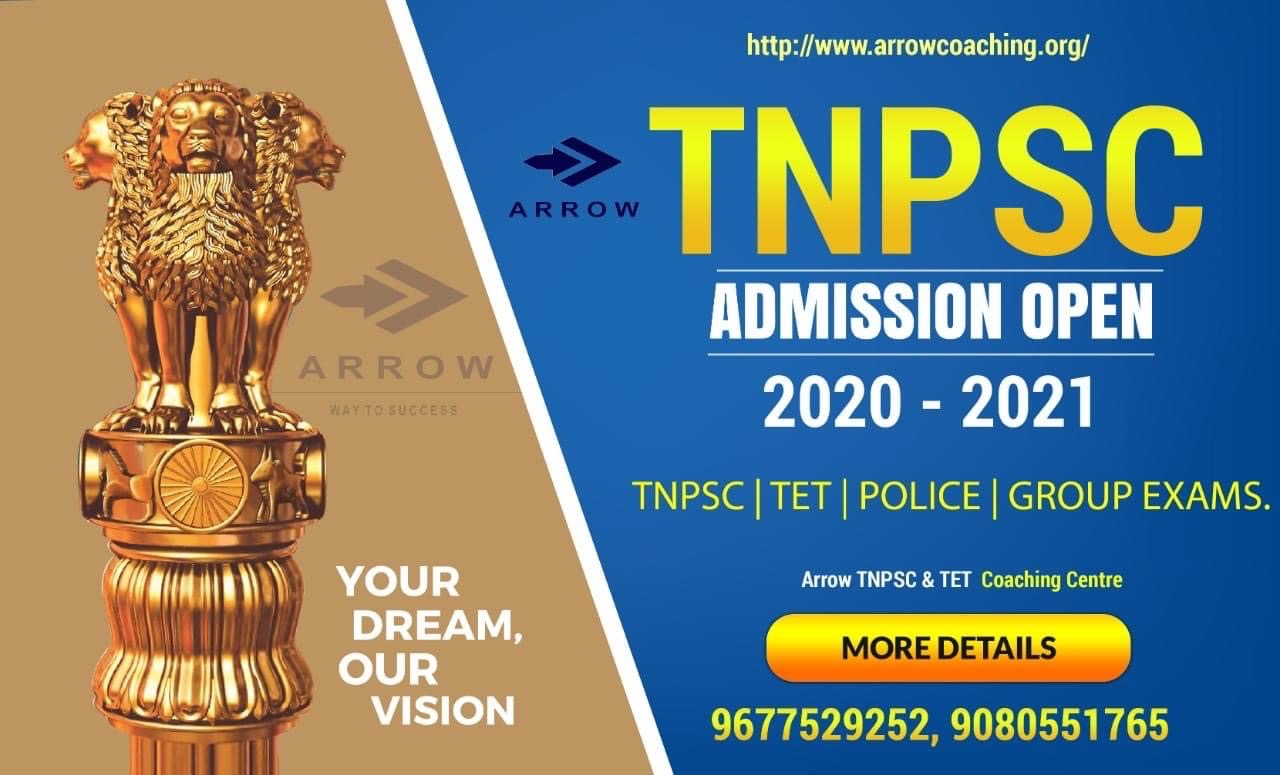 http://www.arrowcoaching.org/
ARROW
TNPSC
ADMISSION OPEN
2020 - 2021
TNPSC | TET | POLICE | GROUP EXAMS.
Arrow TNPSC & TET Coaching Centre
MORE DETAILS
9677529252, 9080551765
ARROW
WAY TO SUCCESS
YOUR
DREAM,
OUR
VISION